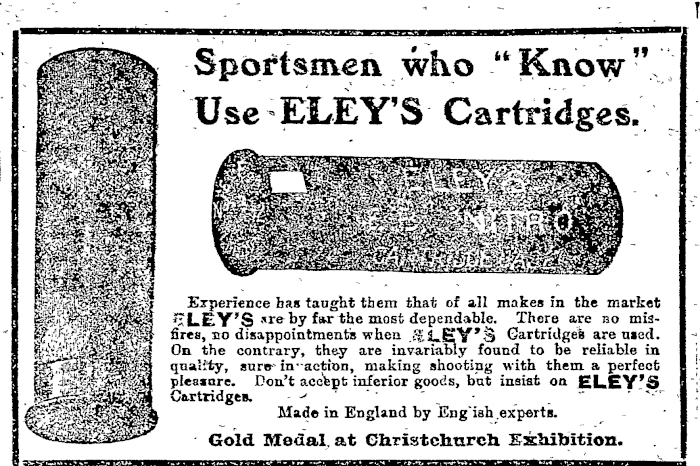 Sportsmen who "Know"
Use ELEY'S Cartridges.
ELEY'S
NITRO
Experience has taught them that of all makes in the market
ELEY'S are by far the most dependable. There are no mis-
fires, no disappointments when ELEY'S Cartridges are used.
On the contrary, they are invariably found to be reliable in
quality, sure in action, making shooting with them a perfect
pleasure. Don't accept inferior goods, but insist on ELEY'S
Cartridges.
Made in England by English experts.
Gold Medal at Christchurch Exhibition.